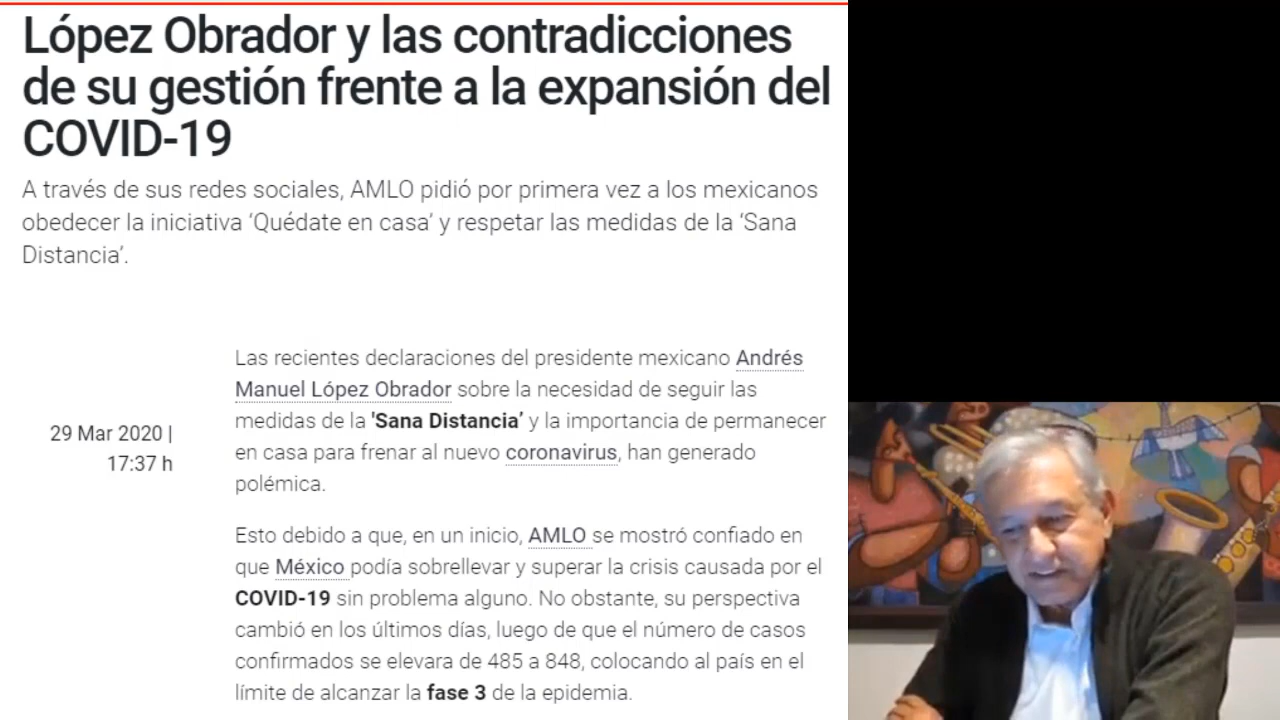 López Obrador y las contradicciones
de su gestión frente a la expansión del
COVID-19
A través de sus redes sociales, AMLO pidió por primera vez a los mexicanos
obedecer la iniciativa ‘Quédate en casa’ y respetar las medidas de la ‘Sana
Distancia’.
29 Mar 2020 |
17:37 h
Las recientes declaraciones del presidente mexicano Andrés
Manuel López Obrador sobre la necesidad de seguir las
medidas de la 'Sana Distancia’ y la importancia de permanecer
en casa para frenar al nuevo coronavirus, han generado
polémica.
Esto debido a que, en un inicio, AMLO se mostró confiado en
que México podía sobrellevar y superar la crisis causada por el
COVID-19 sin problema alguno. No obstante, su perspectiva
cambió en los últimos días, luego de que el número de casos
confirmados se elevara de 485 a 848, colocando al país en el
límite de alcanzar la fase 3 de la epidemia.